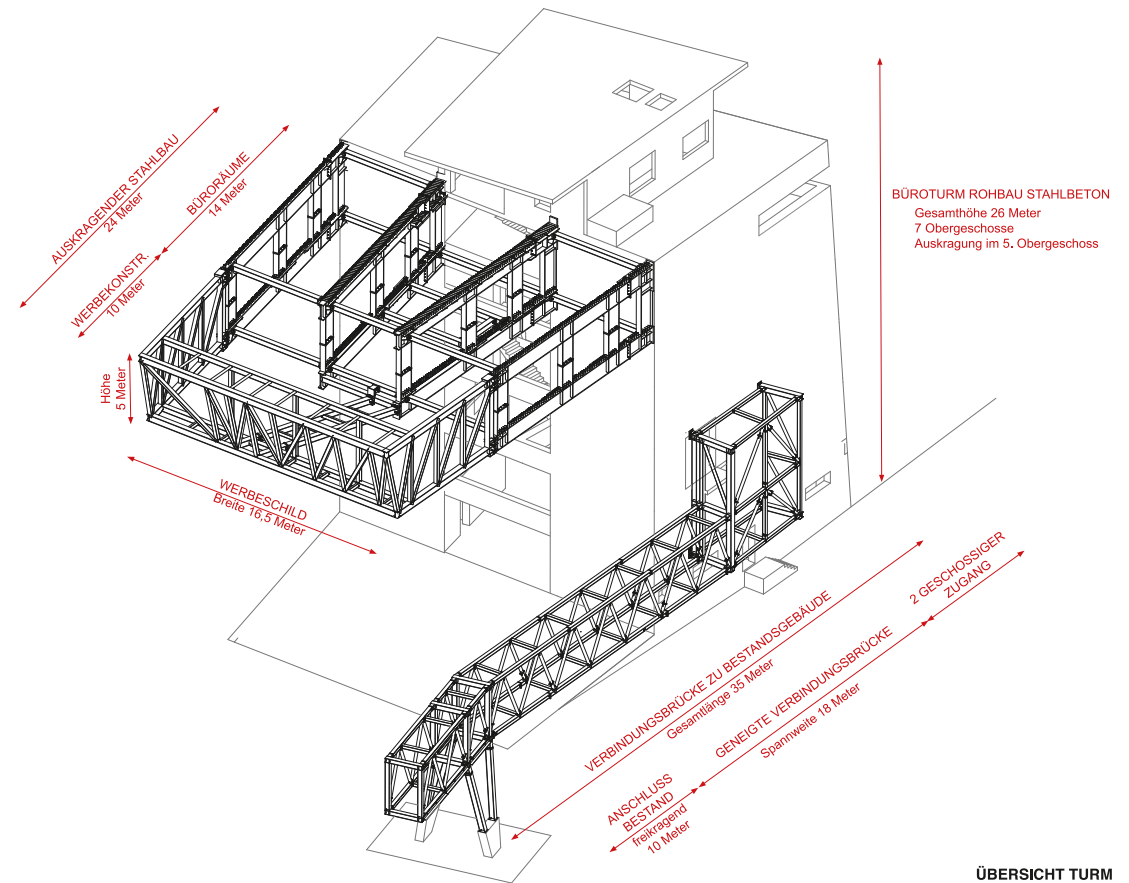 AUSKRAGENDER STAHLBAU
24 Meter
BÜRORÄUME
14 Meter
WERBEKONSTR.
10 Meter
Höhe
5 Meter
WERBESCHILD
Breite 16,5 Meter
BÜROTURM ROHBAU STAHLBETON
Gesamthöhe 26 Meter
7 Obergeschosse
Auskragung im 5. Obergeschoss
2 GESCHOSSIGER
ZUGANG
VERBINDUNGSBRÜCKE ZU BESTANDSGEBÄUDE
Gesamtlänge 35 Meter
GENEIGTE VERBINDUNGSBRÜCKE
Spannweite 18 Meter
ANSCHLUSS
BESTAND
freikragend
10 Meter
ÜBERSICHT TURM